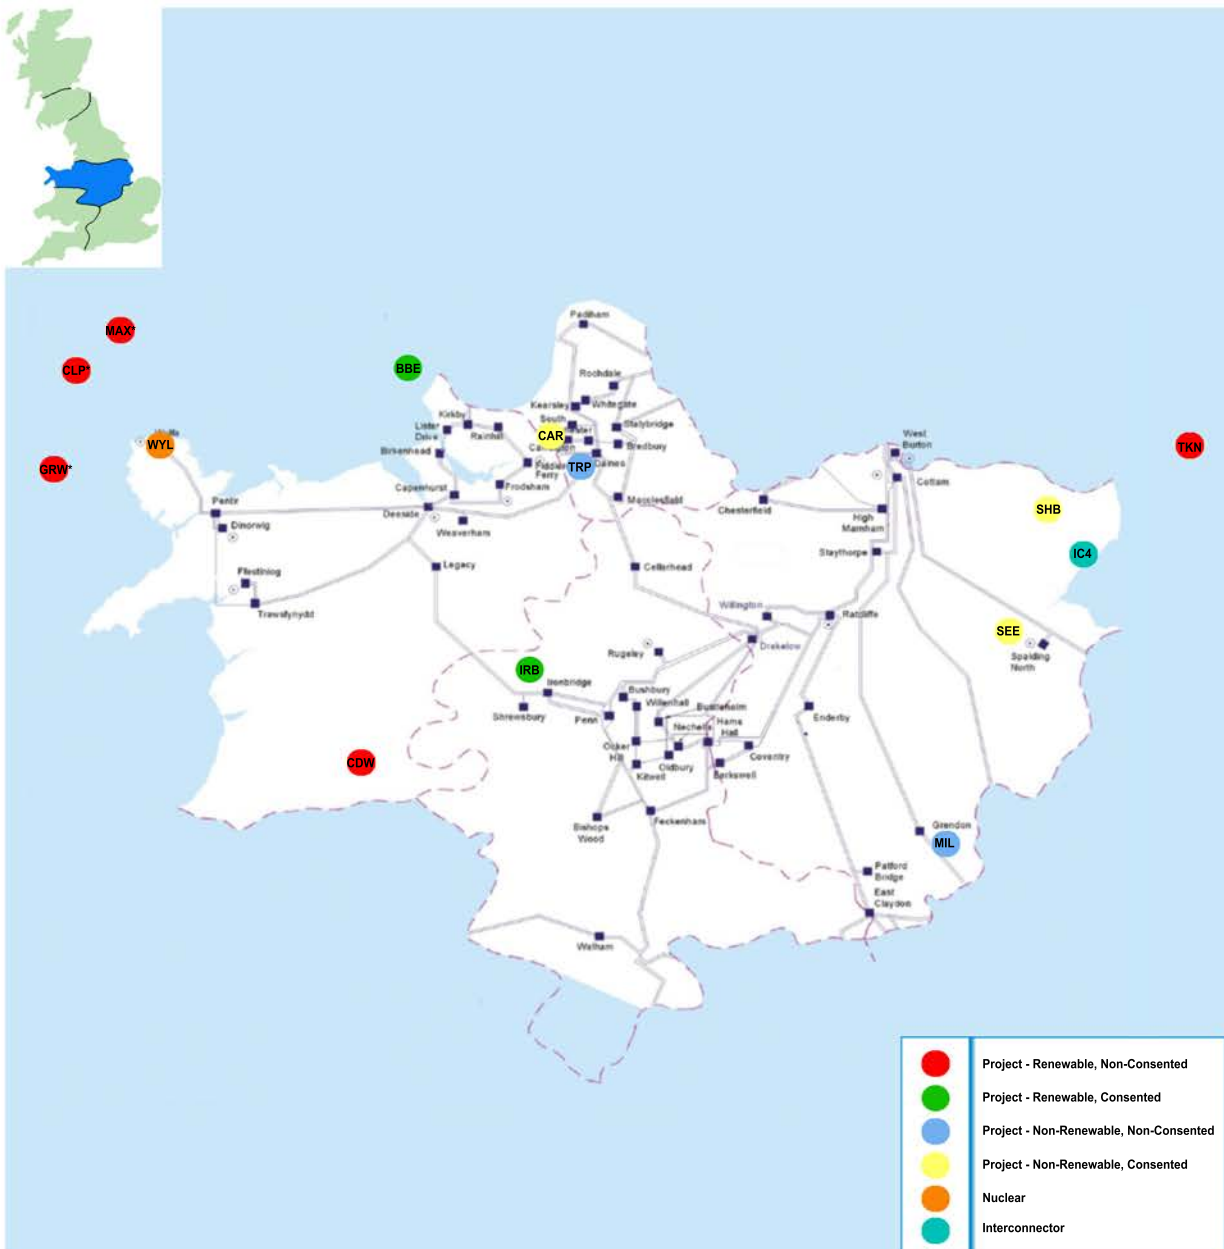 MAX*
CLP*
BBE
WYL
GRW*
TKN
CAR
TRP
SHB
IC4
SEE
IRB
CDW
MIL
Padiham
Rochdale
Kearsley
Whitegate
South
Stalybridge
Bredbury
Daines
Kirkby
Lister
Drive
Rainhill
Birkenhead
Fiddlers
Ferry
Capenhurst
Frodsham
Macclesfield
Deeside
Weaverham
Pentir
Dinorwig
Ffestiniog
Trawsfynydd
Legacy
Cellarhead
Chesterfield
High
Marnham
West
Burton
Cottam
Staythorpe
Willington
Ratcliffe
Drakelow
Rugeley
Spalding
North
Ironbridge
Shrewsbury
Bushbury
Willenhall
Bustleholm
Penn
Nechells
Hams
Hall
Enderby
Ocker
Hill
Oldbury
Coventry
Kitwell
Berkswell
Bishops
Wood
Feckenham
Grendon
Patford
Bridge
East
Claydon
Walham
Project - Renewable, Non-Consented
Project - Renewable, Consented
Project - Non-Renewable, Non-Consented
Project - Non-Renewable, Consented
Nuclear
Interconnector